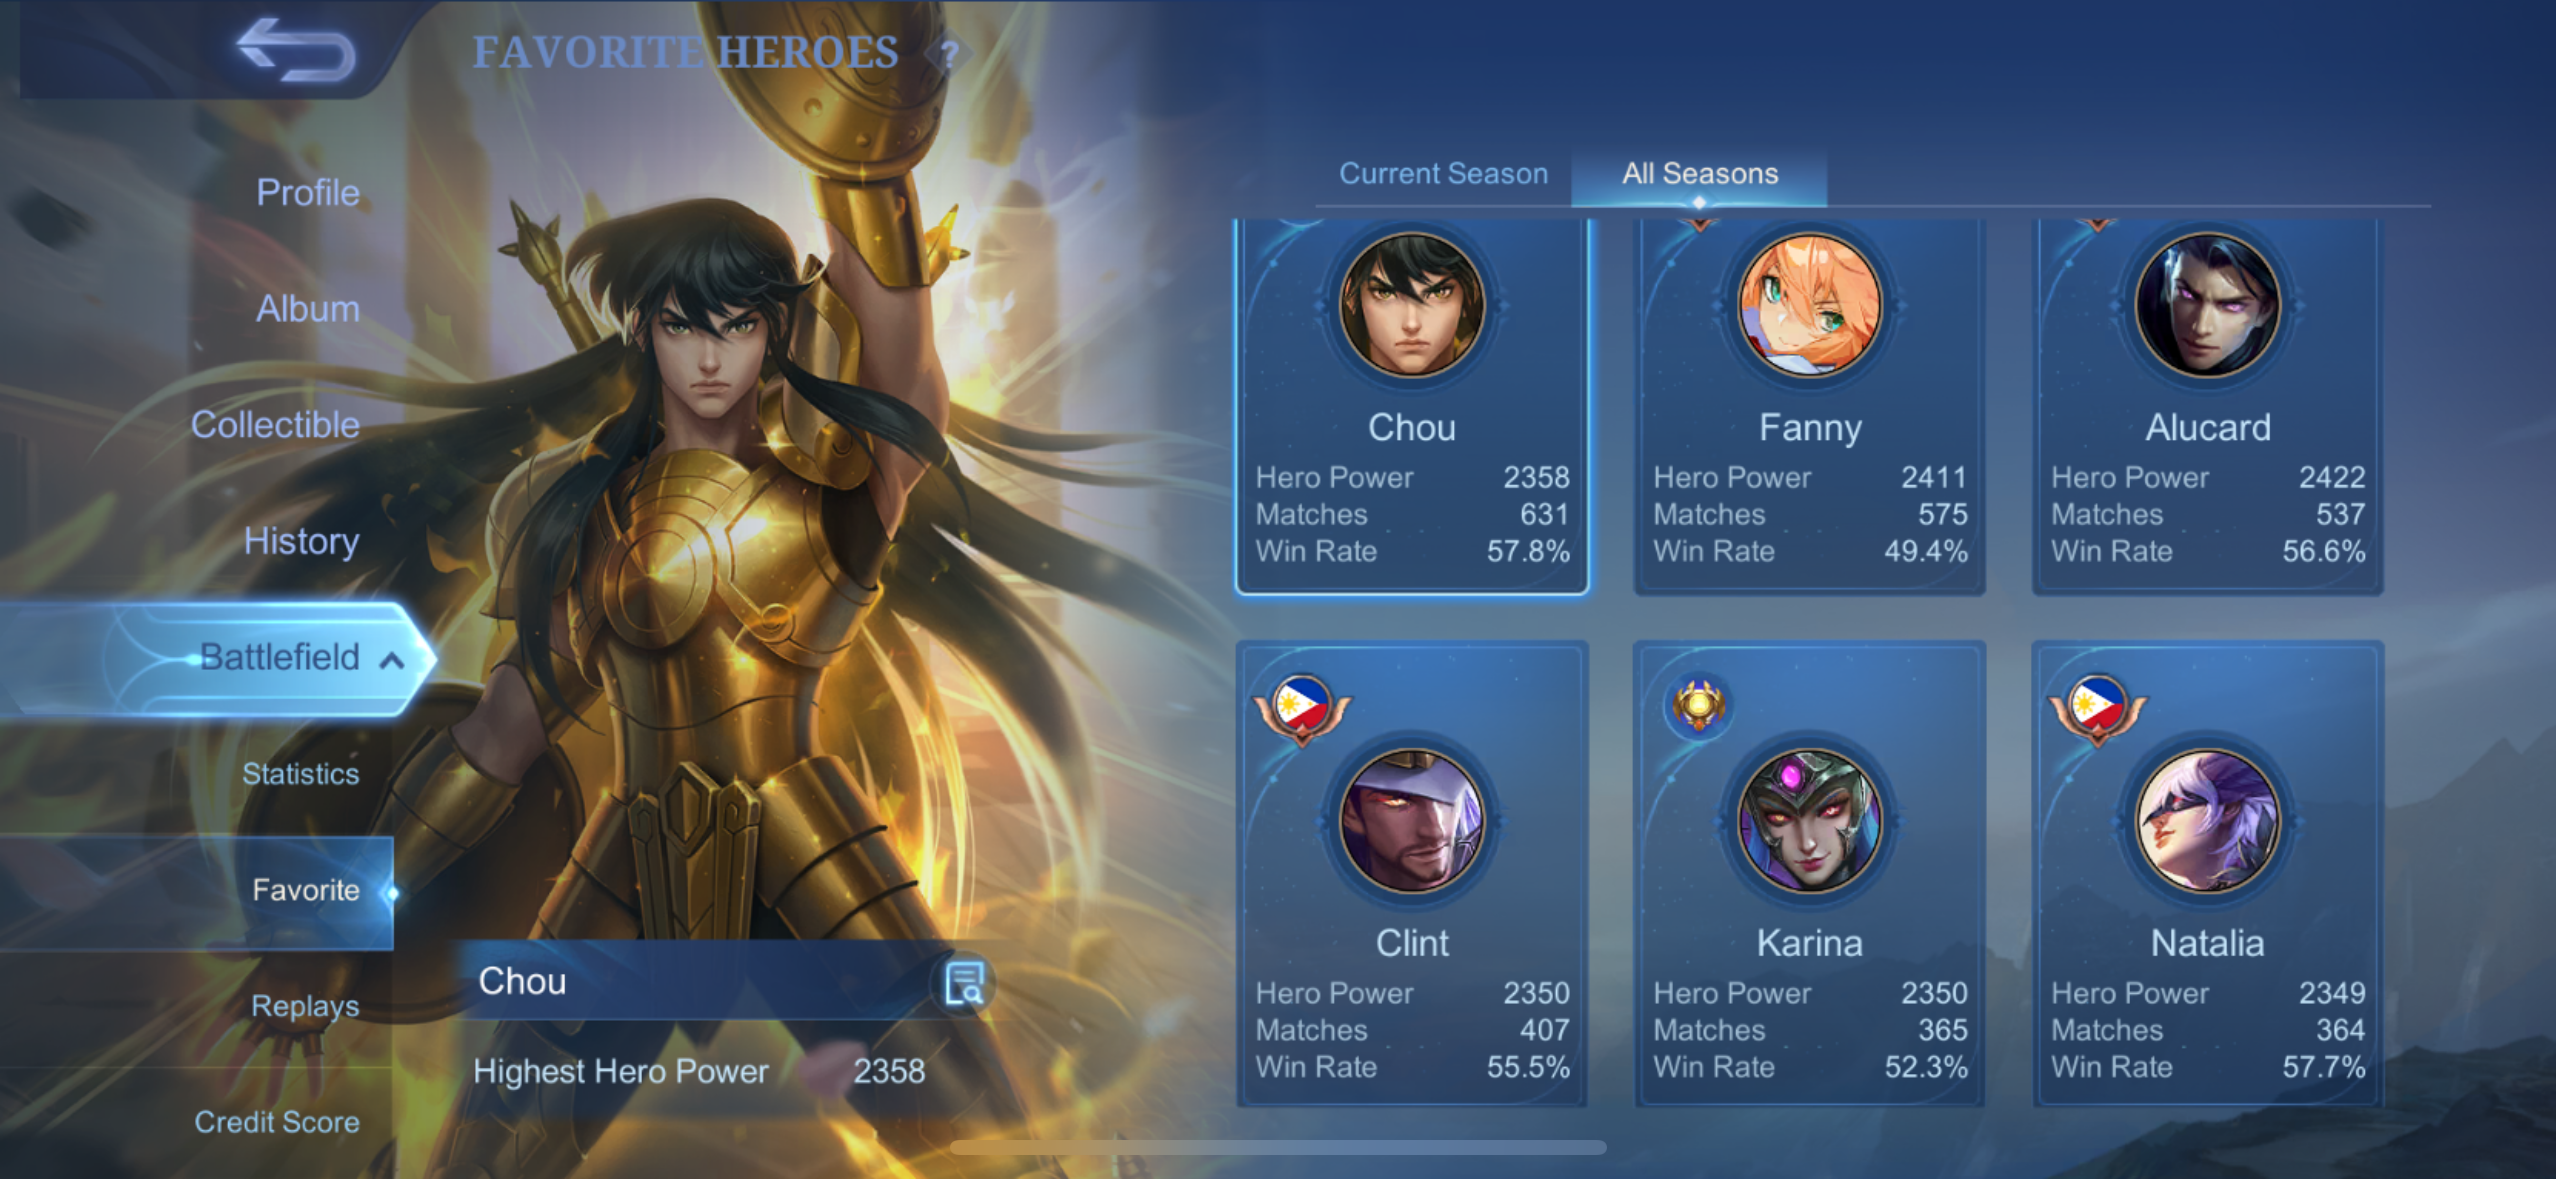 FAVORITE HEROES ?
Profile
Album
Collectible
History
Battlefield
Statistics
Favorite
Replays
Credit Score
Chou
Highest Hero Power 2358
Current Season All Seasons
Chou
Hero Power 2358
Matches 631
Win Rate 57.8%
Fanny
Hero Power 2411
Matches 575
Win Rate 49.4%
Alucard
Hero Power 2422
Matches 537
Win Rate 56.6%
Clint
Hero Power 2350
Matches 407
Win Rate 55.5%
Karina
Hero Power 2350
Matches 365
Win Rate 52.3%
Natalia
Hero Power 2349
Matches 364
Win Rate 57.7%